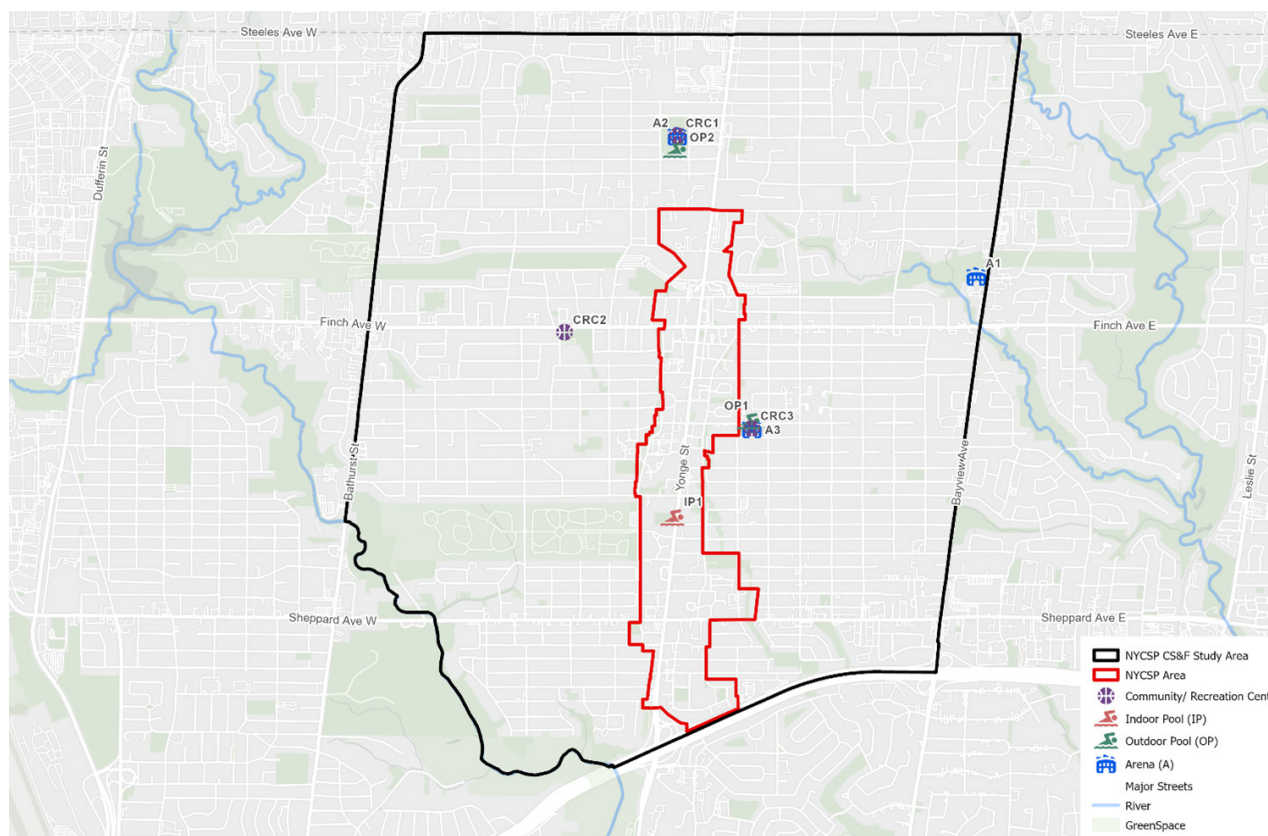 Steeles Ave W
Steeles Ave E
Dufferin St
A2 CRC1
OP2
A1
Finch Ave W
CRC2
Finch Ave E
OP1
CRC3
A3
Bathurst St
Yonge St
Bayview Ave
Leslie St
IP1
Sheppard Ave W
Sheppard Ave E
NYCSP CS&F Study Area
NYCSP Area
Community/ Recreation Cent
Indoor Pool (IP)
Outdoor Pool (OP)
Arena (A)
Major Streets
River
GreenSpace